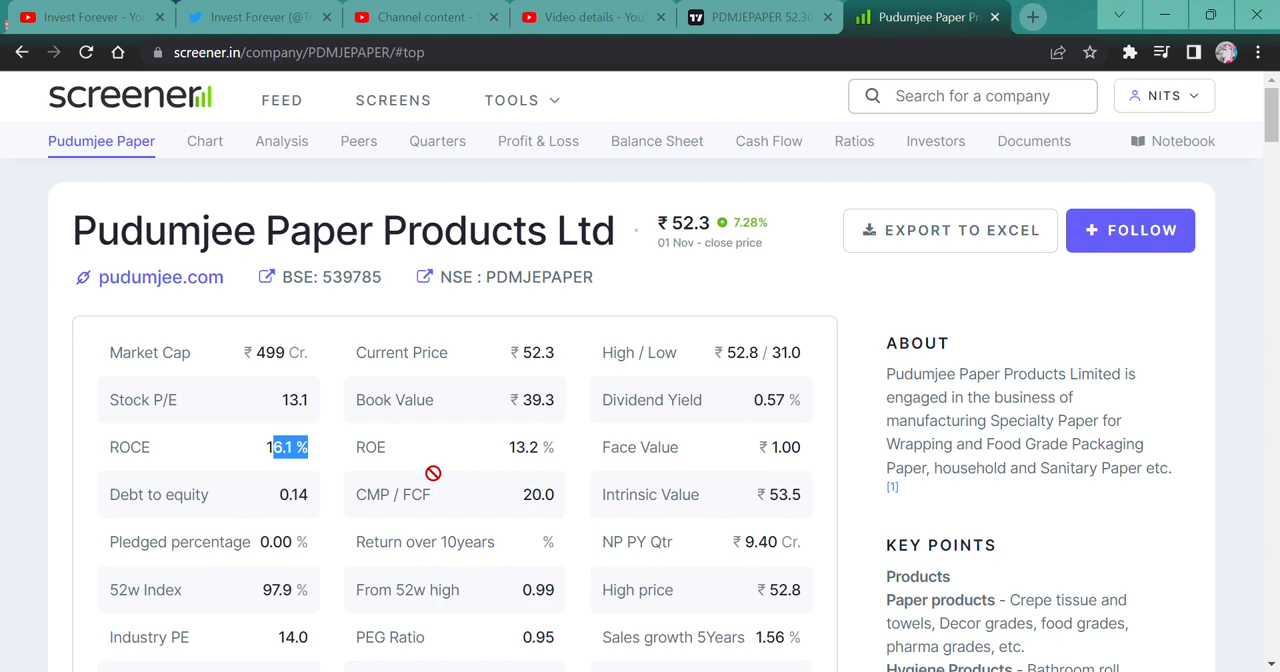 Invest Forever - You
Invest Forever (@T
Channel content -
Video details - You
PDMJEPAPER 52.30
Pudumjee Paper Pr
screener.in/company/PDMJEPAPER/#top
screener
FEED
SCREENS
TOOLS
Search for a company
NITS
Pudumjee Paper
Chart
Analysis
Peers
Quarters
Profit & Loss
Balance Sheet
Cash Flow
Ratios
Investors
Documents
Notebook
Pudumjee Paper Products Ltd · ₹ 52.3 7.28%
01 Nov - close price
EXPORT TO EXCEL
+ FOLLOW
pudumjee.com
BSE: 539785
NSE : PDMJEPAPER
Market Cap ₹ 499 Cr.
Current Price ₹ 52.3
High / Low ₹ 52.8 / 31.0
Stock P/E 13.1
Book Value ₹ 39.3
Dividend Yield 0.57 %
ROCE 16.1 %
ROE 13.2 %
Face Value ₹ 1.00
Debt to equity 0.14
CMP / FCF 20.0
Intrinsic Value ₹ 53.5
Pledged percentage 0.00 %
Return over 10years %
NP PY Qtr ₹ 9.40 Cr.
52w Index 97.9 %
From 52w high 0.99
High price ₹ 52.8
Industry PE 14.0
PEG Ratio 0.95
Sales growth 5Years 1.56 %
ABOUT
Pudumjee Paper Products Limited is
engaged in the business of
manufacturing Specialty Paper for
Wrapping and Food Grade Packaging
Paper, household and Sanitary Paper etc.
[1]
KEY POINTS
Products
Paper products - Crepe tissue and
towels, Decor grades, food grades,
pharma grades, etc.
Hygiene Products - Bathroom roll